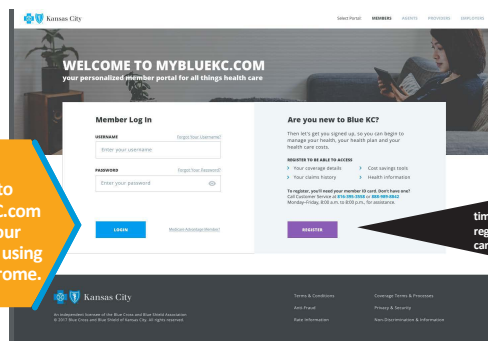 Kansas City
Select Portal MEMBERS AGENTS PROVIDERS EMPLOYERS
WELCOME TO MYBLUEKC.COM
your personalized member portal for all things health care
Member Log In
USERNAME Forgot Your Username?
Enter your username
PASSWORD Forgot Your Password?
Enter your password
LOGIN Medicare Advantage Member?
Are you new to Blue KC?
Then let's get you signed up, so you can begin to
manage your health, your health plan and your
health care costs.
REGISTER TO BE ABLE TO ACCESS
Your coverage details Cost savings tools
Your claims history Health information
To register, you'll need your member ID card. Don't have one?
Call Customer Service at 816-395-3558 or
Monday–Friday, 8:00 a.m. to 8:00 p.m., for assistance.
REGISTER
to
C.com
our
using
rome.
tim
reg
car
Kansas City
An independent licensee of the Blue Cross and Blue Shield Association
© 2017 Blue Cross and Blue Shield of Kansas City. All rights reserved.
Terms & Conditions
Anti-Fraud
Rate Information
Coverage Terms & Processes
Privacy & Security
Non-Discrimination & Information